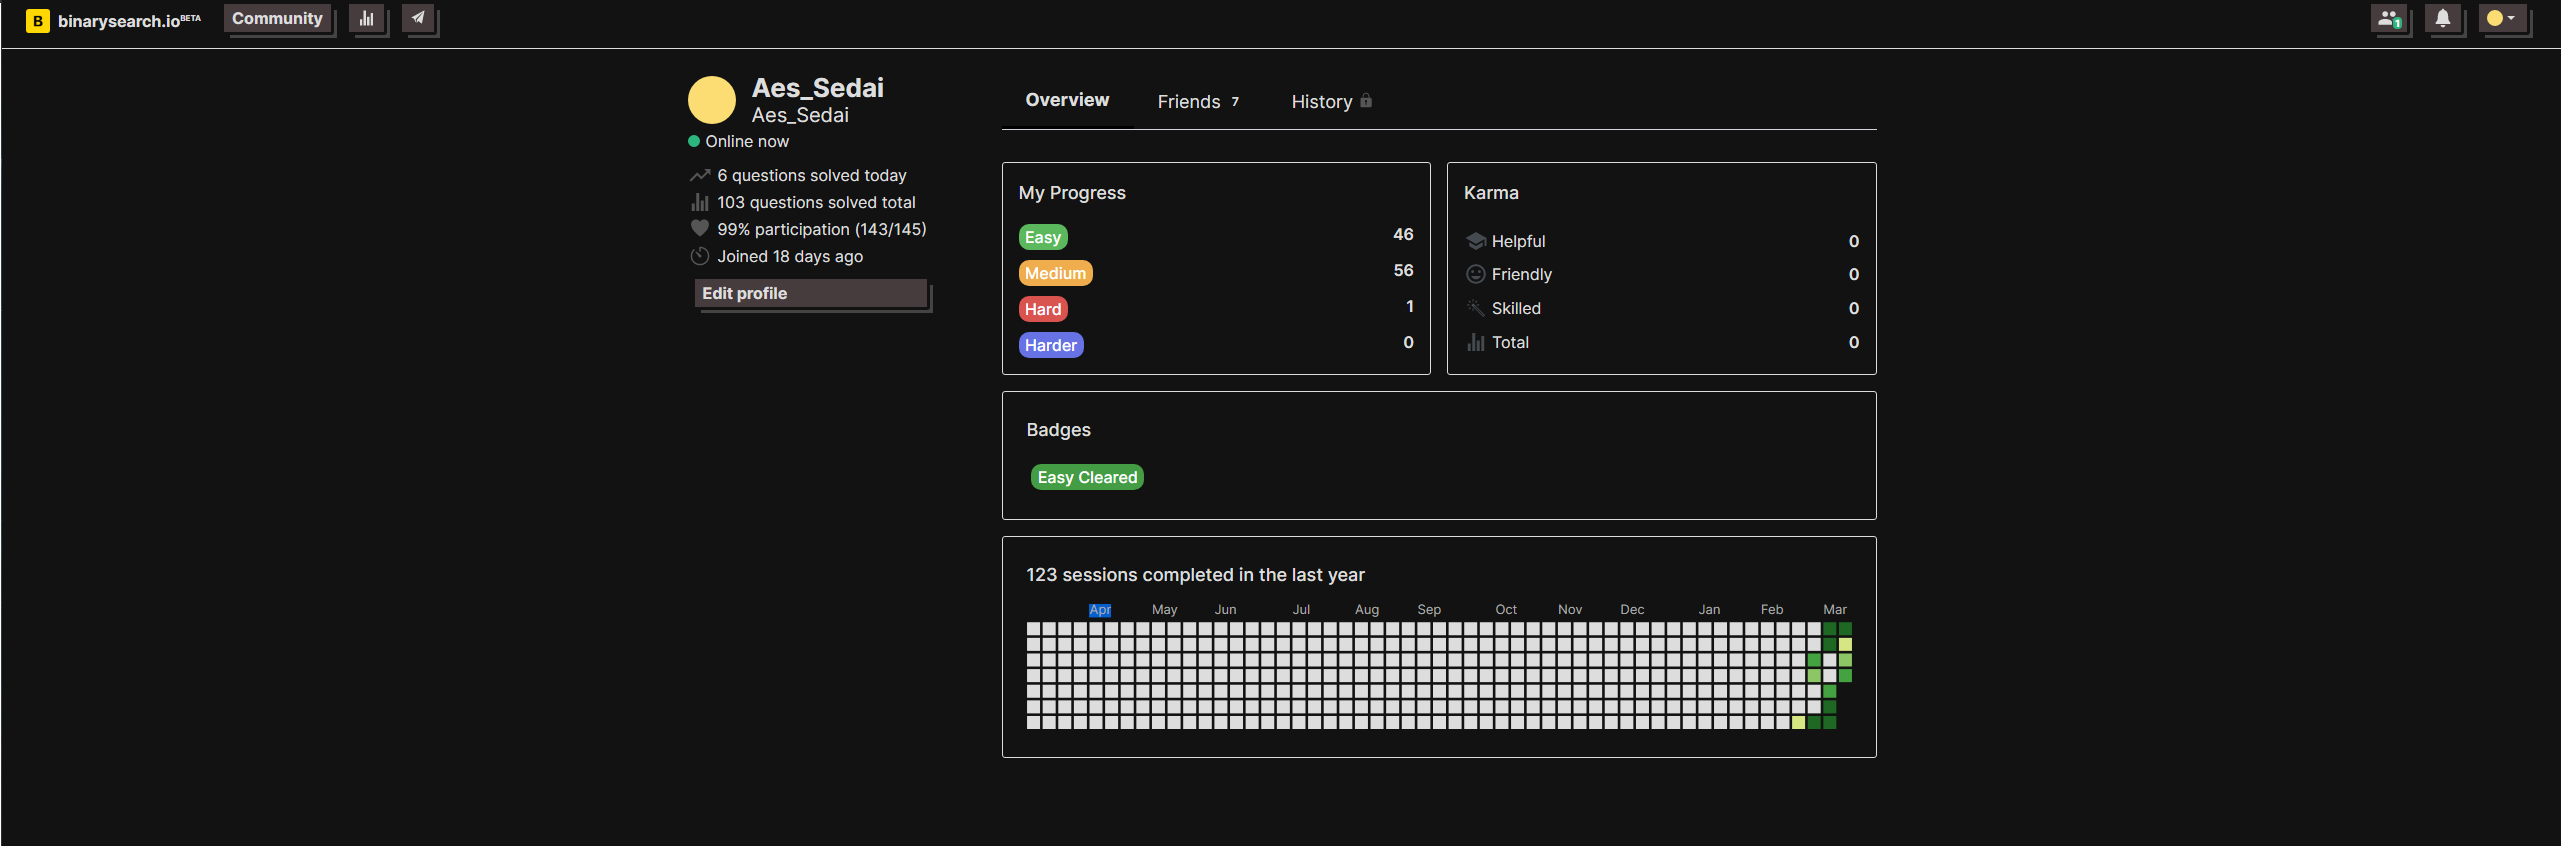 B binarysearch.io BETA Community
1
Aes_Sedai
Aes_Sedai
Online now
6 questions solved today
103 questions solved total
99% participation (143/145)
Joined 18 days ago
Edit profile
Overview Friends 7 History
My Progress
Easy 46
Medium 56
Hard 1
Harder 0
Karma
Helpful 0
Friendly 0
Skilled 0
Total 0
Badges
Easy Cleared
123 sessions completed in the last year
Apr May Jun Jul Aug Sep Oct Nov Dec Jan Feb Mar